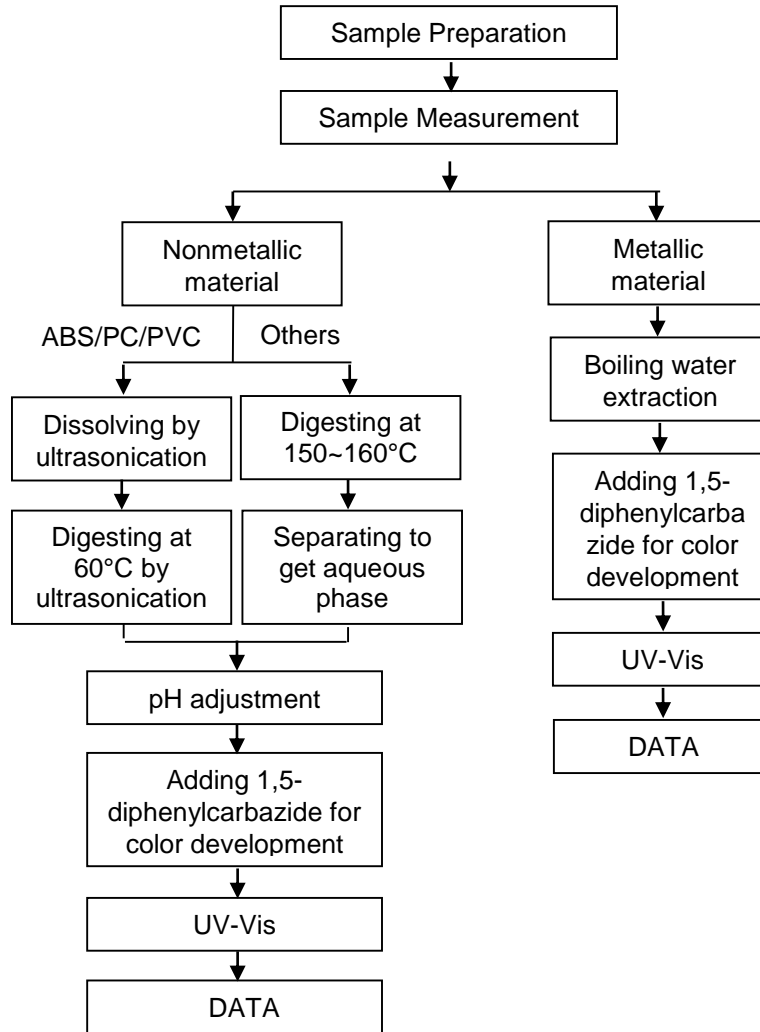 Sample Preparation
Sample Measurement
Nonmetallic
material
ABS/PC/PVC
Others
Dissolving by
ultrasonication
Digesting at
150~160°C
Digesting at
60°C by
ultrasonication
Separating to
get aqueous
phase
pH adjustment
Adding 1,5-
diphenylcarbazide for
color development
UV-Vis
DATA
Metallic
material
Boiling water
extraction
Adding 1,5-
diphenylcarba
zide for color
development
UV-Vis
DATA